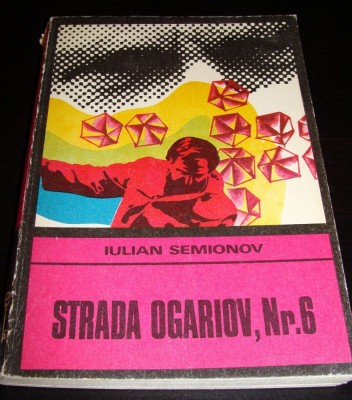 IULIAN SEMIONOV
STRADA OGARIOV, Nr.6